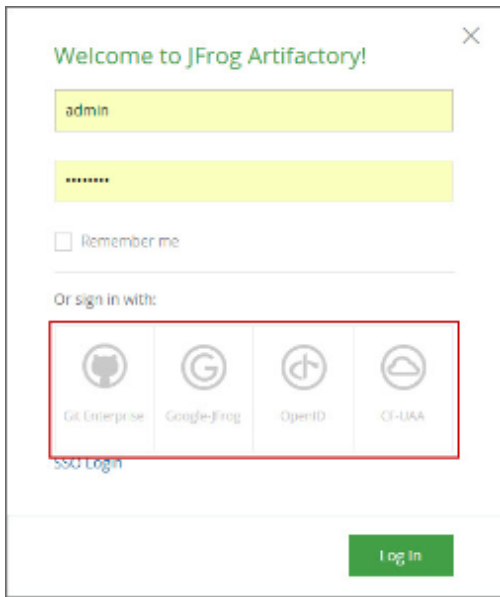 Welcome to JFrog Artifactory!
admin
••••••••
Remember me
Or sign in with:
Git Enterprise Google-JFrog OpenID CF-UAA
SSO Login
Log In